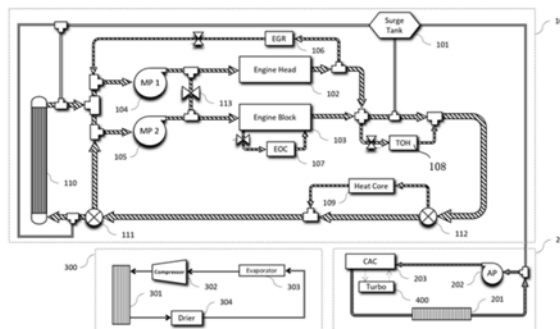 Surge
Tank
101
10
EGR
106
MP 1
104
Engine Head
102
113
MP 2
105
Engine Block
103
EOC
107
TOH
108
110
Heat Core
109
111
112
300
Compressor
302
Evaporator
303
301
Drier
304
2
CAC
203
Turbo
400
AP
202
201